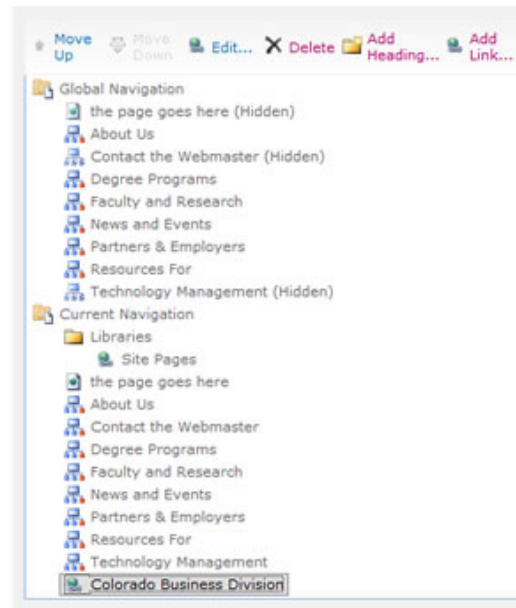 Move Up
Move Down
Edit...
Delete
Add Heading...
Add Link...
Global Navigation
the page goes here (Hidden)
About Us
Contact the Webmaster (Hidden)
Degree Programs
Faculty and Research
News and Events
Partners & Employers
Resources For
Technology Management (Hidden)
Current Navigation
Libraries
Site Pages
the page goes here
About Us
Contact the Webmaster
Degree Programs
Faculty and Research
News and Events
Partners & Employers
Resources For
Technology Management
Colorado Business Division